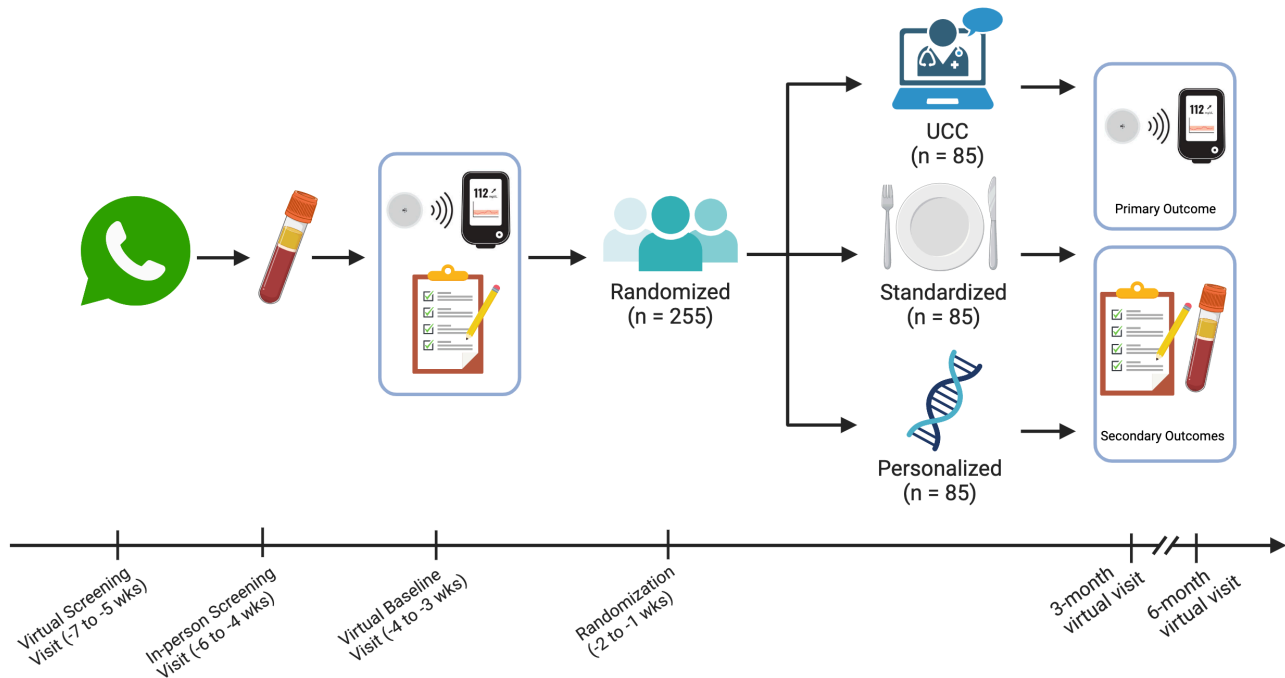 112 mg/dL
Randomized
(n = 255)
UCC
(n = 85)
Standardized
(n = 85)
Personalized
(n = 85)
112
Primary Outcome
Secondary Outcomes
Virtual Screening
Visit (-7 to -5 wks)
In-person Screening
Visit (-6 to -4 wks)
Virtual Baseline
Visit (-4 to -3 wks)
Randomization
(-2 to -1 wks)
3-month
virtual visit
6-month
virtual visit